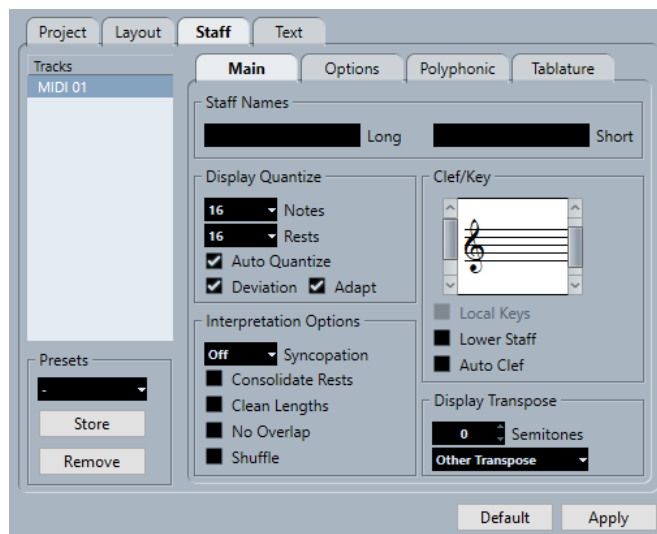 Project Layout Staff Text
Tracks
MIDI 01
Main Options Polyphonic Tablature
Staff Names
Long Short
Display Quantize
16 Notes
16 Rests
Auto Quantize
Deviation Adapt
Clef/Key
Local Keys
Lower Staff
Auto Clef
Interpretation Options
Off Syncopation
Consolidate Rests
Clean Lengths
No Overlap
Shuffle
Display Transpose
0 Semitones
Other Transpose
Presets
-
Store
Remove
Default Apply